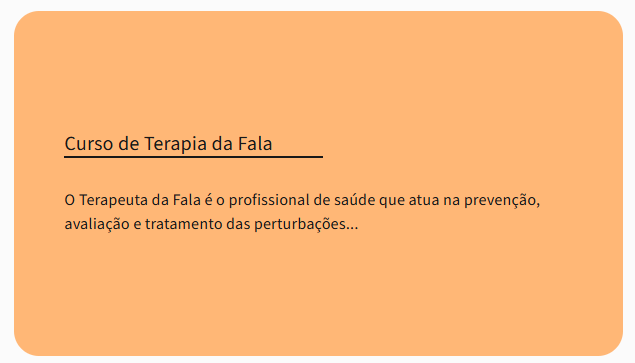 Curso de Terapia da Fala
O Terapeuta da Fala é o profissional de saúde que atua na prevenção,
avaliação e tratamento das perturbações...